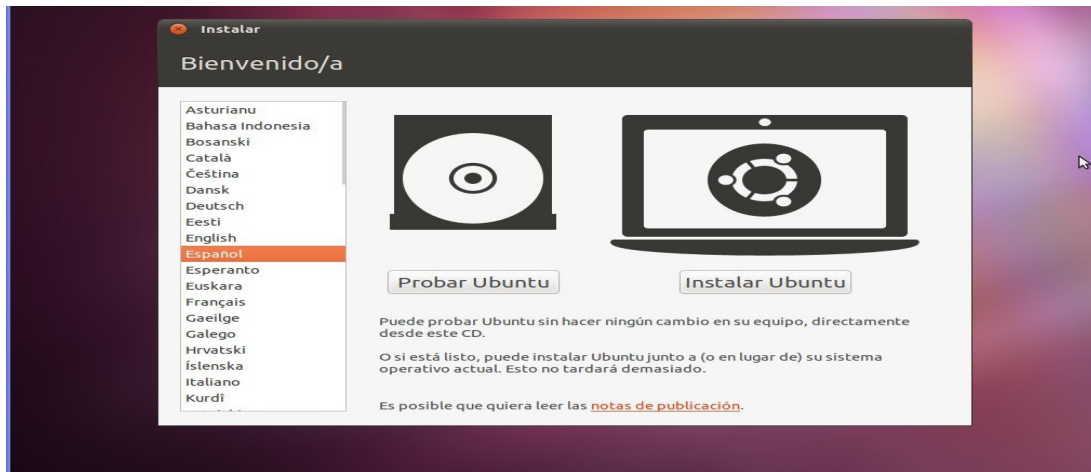 Instalar
Bienvenido/a
Asturianu
Bahasa Indonesia
Bosanski
Català
Čeština
Dansk
Deutsch
Eesti
English
Español
Esperanto
Euskara
Français
Gaeilge
Galego
Hrvatski
Íslenska
Italiano
Kurdî
Probar Ubuntu
Instalar Ubuntu
Puede probar Ubuntu sin hacer ningún cambio en su equipo, directamente
desde este CD.
O si está listo, puede instalar Ubuntu junto a (o en lugar de) su sistema
operativo actual. Esto no tardará demasiado.
Es posible que quiera leer las notas de publicación.